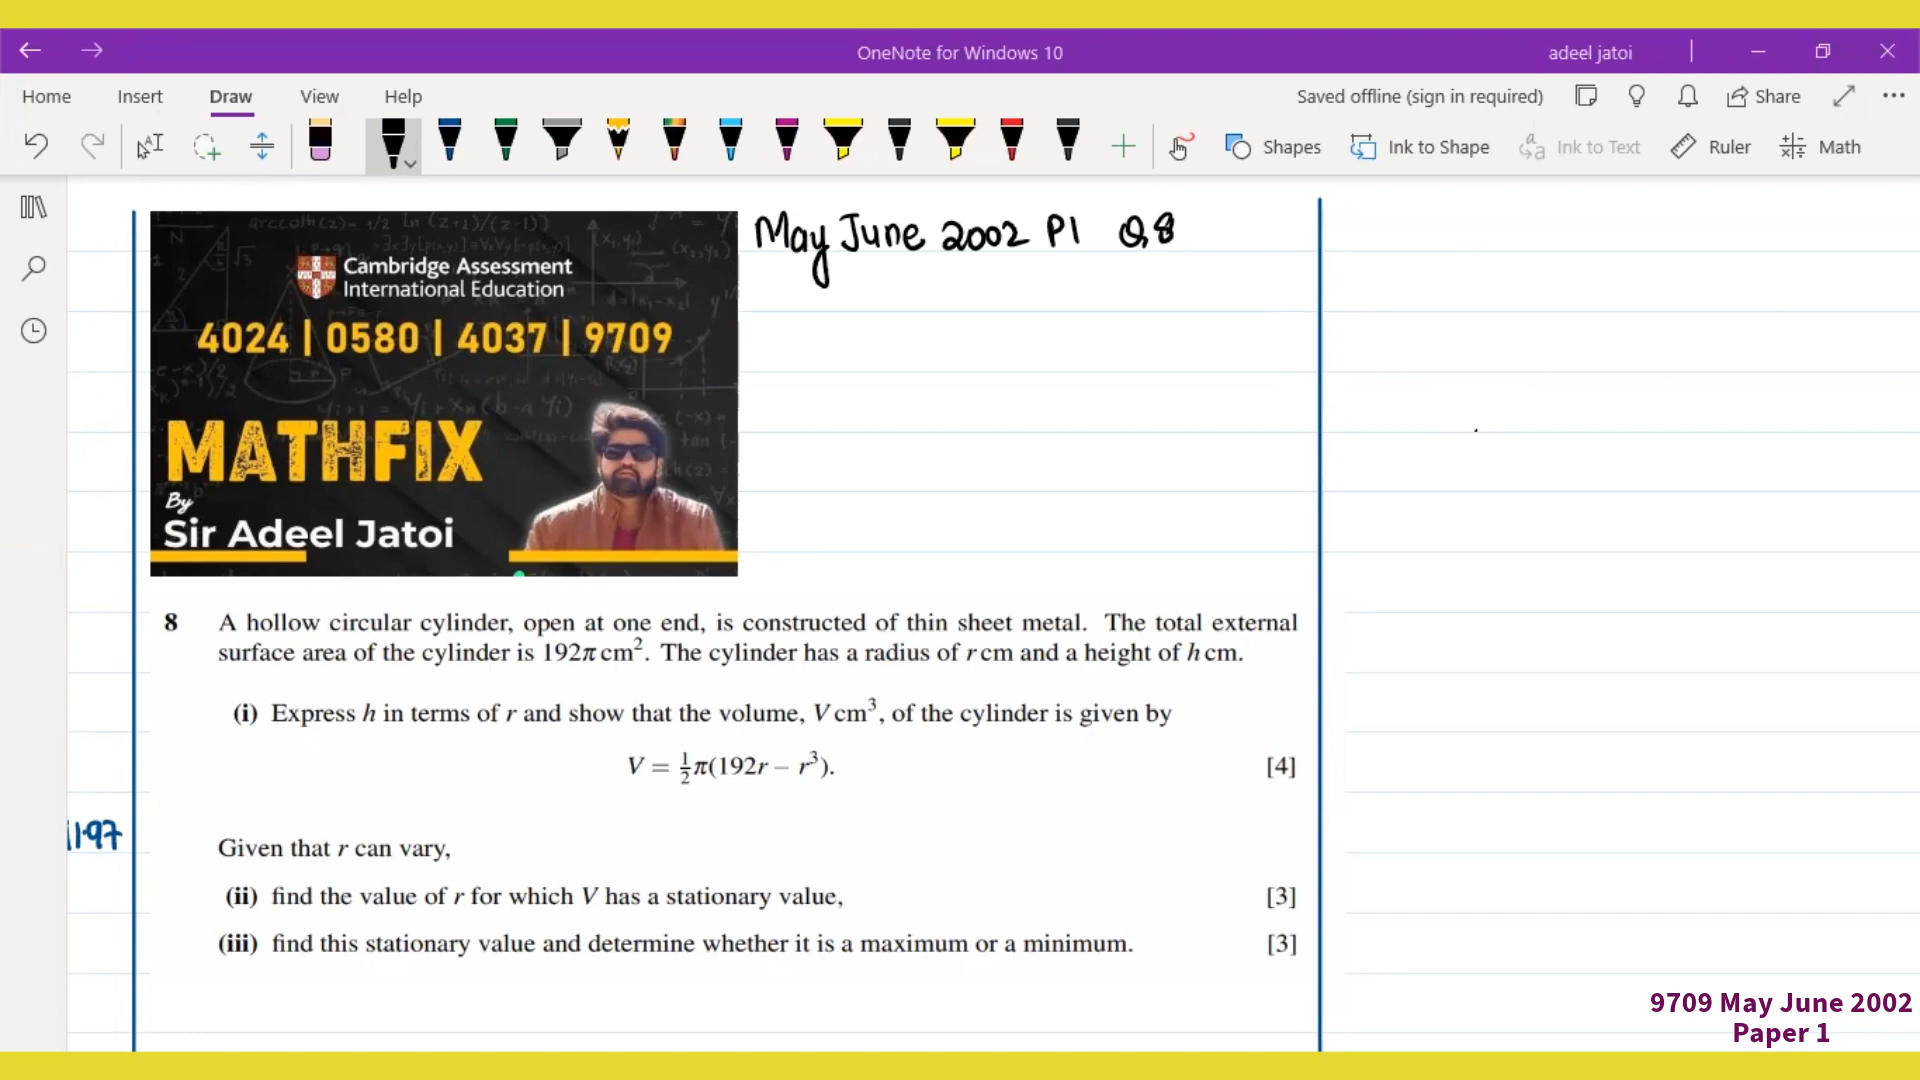 OneNote for Windows 10
adeel jatoi
Home Insert Draw View Help
Saved offline (sign in required)
Share
Shapes
Ink to Shape
Ink to Text
Ruler
Math
May June 2002 P1 Q8
Cambridge Assessment
International Education
4024 | 0580 | 4037 | 9709
MATHFIX
By
Sir Adeel Jatoi
8 A hollow circular cylinder, open at one end, is constructed of thin sheet metal. The total external
surface area of the cylinder is 192π cm². The cylinder has a radius of r cm and a height of h cm.
(i) Express h in terms of r and show that the volume, V cm³, of the cylinder is given by
V = ½π(192r − r³). [4]
Given that r can vary,
(ii) find the value of r for which V has a stationary value, [3]
(iii) find this stationary value and determine whether it is a maximum or a minimum. [3]
9709 May June 2002
Paper 1